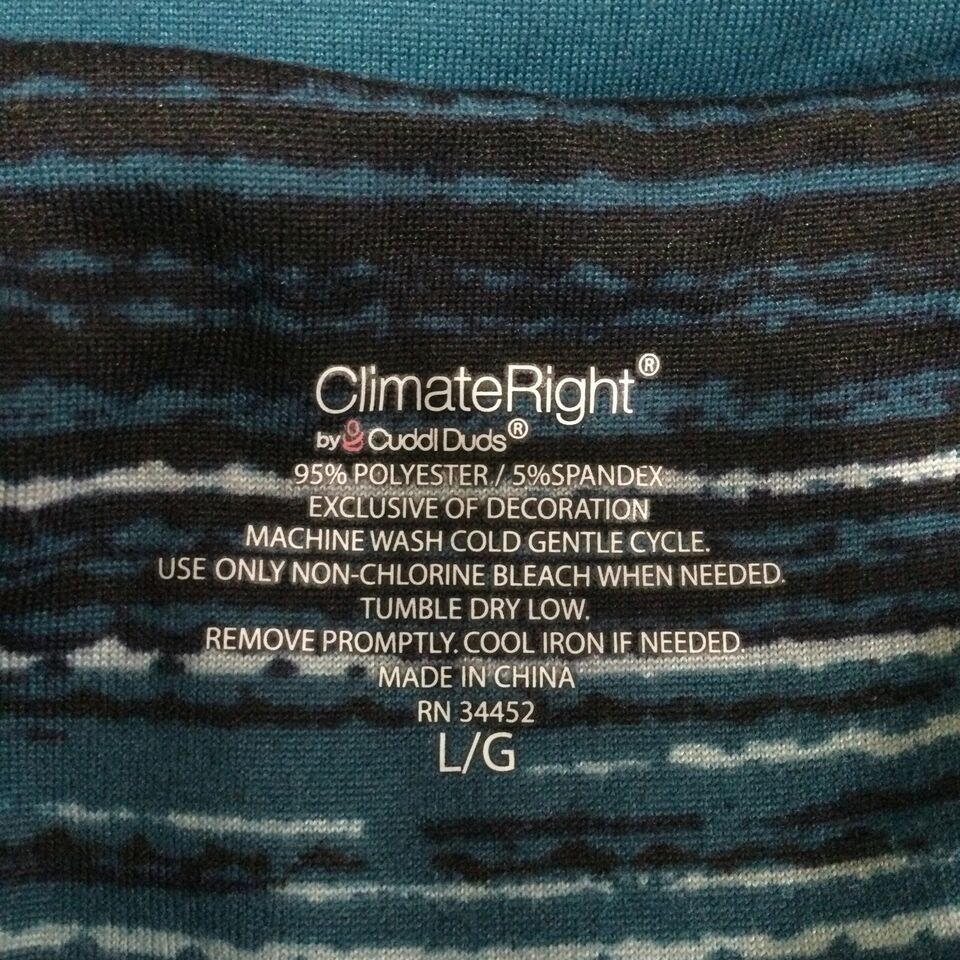 ClimateRight®
by Cuddl Duds®
95% POLYESTER / 5%SPANDEX
EXCLUSIVE OF DECORATION
MACHINE WASH COLD GENTLE CYCLE.
USE ONLY NON-CHLORINE BLEACH WHEN NEEDED.
TUMBLE DRY LOW.
REMOVE PROMPTLY. COOL IRON IF NEEDED.
MADE IN CHINA
RN 34452
L/G